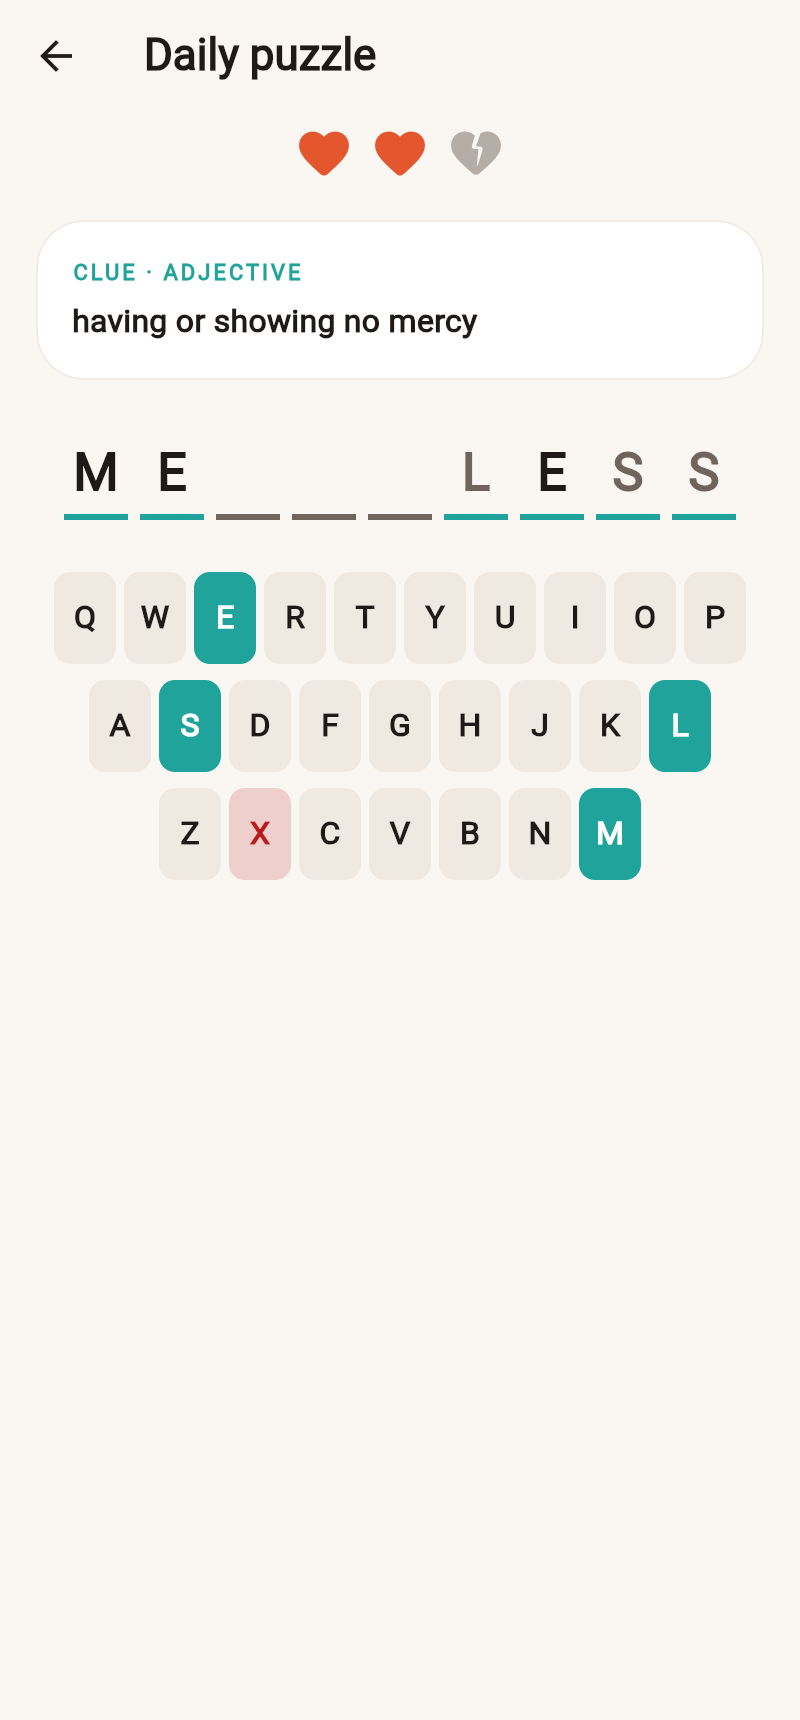 Daily puzzle
CLUE · ADJECTIVE
having or showing no mercy
M E _ _ _ L E S S
Q W E R T Y U I O P
A S D F G H J K L
Z X C V B N M